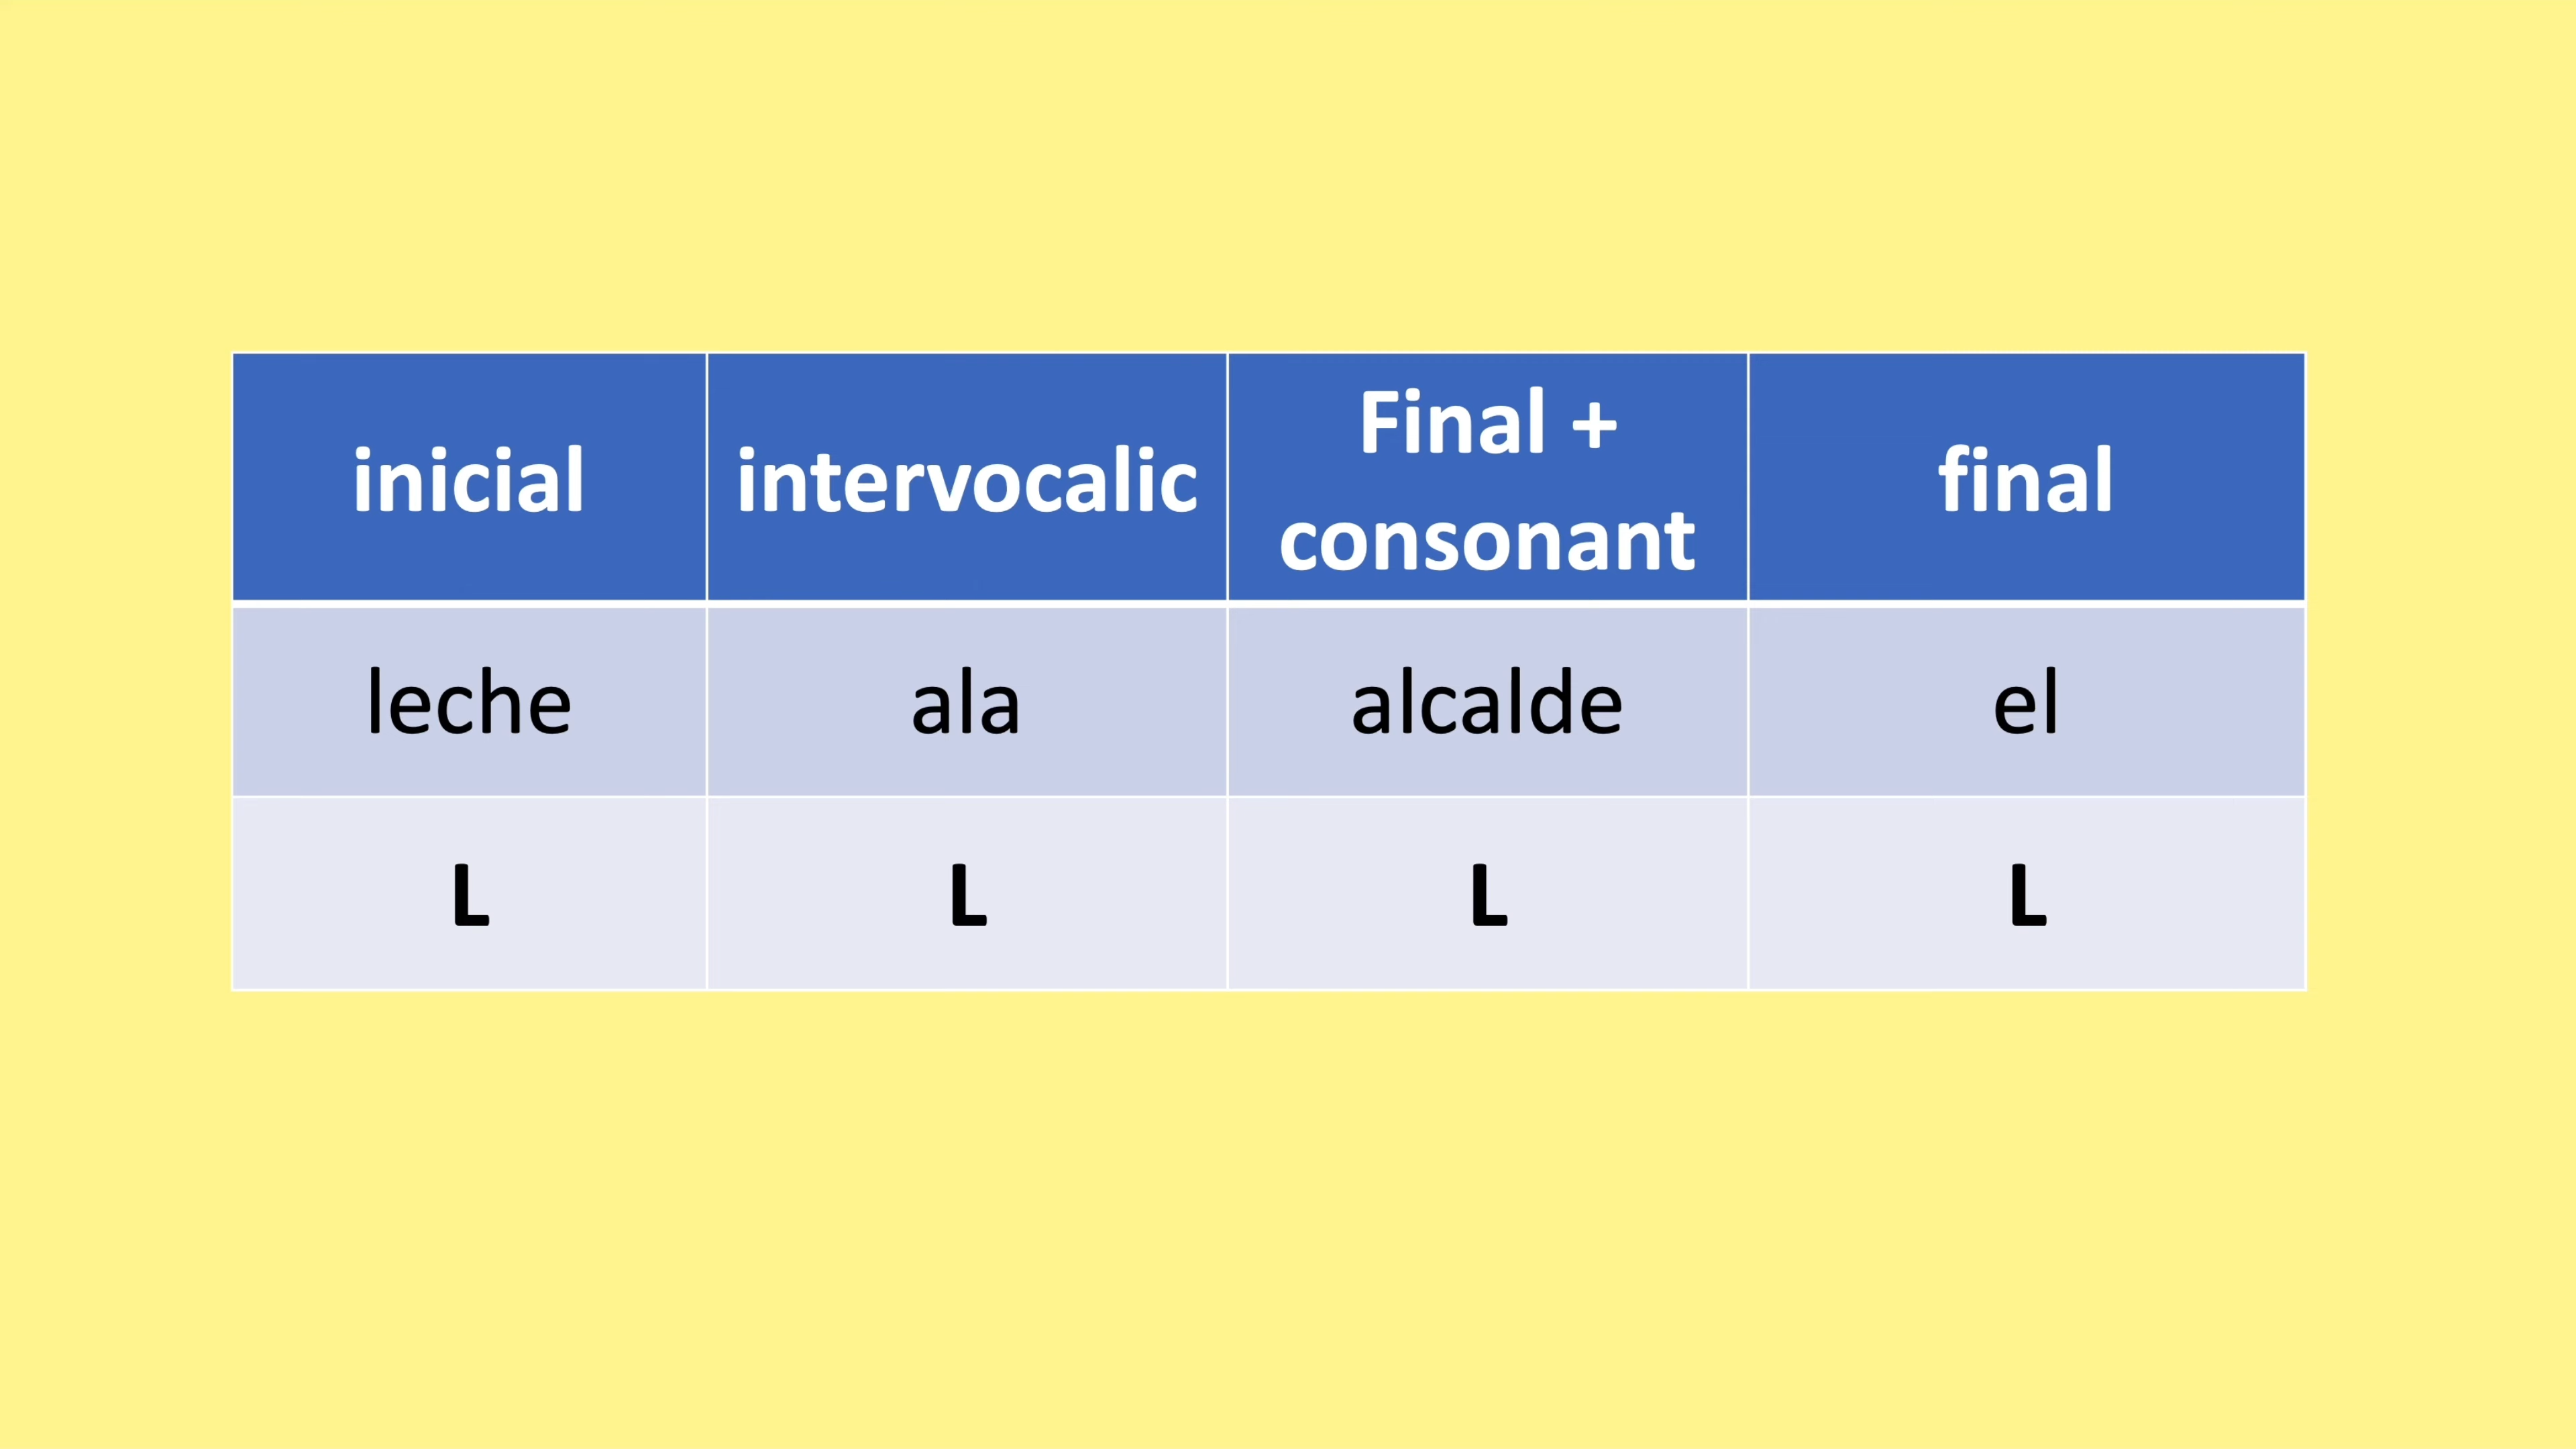 inicial intervocalic Final + consonant final
leche ala alcalde el
L L L L